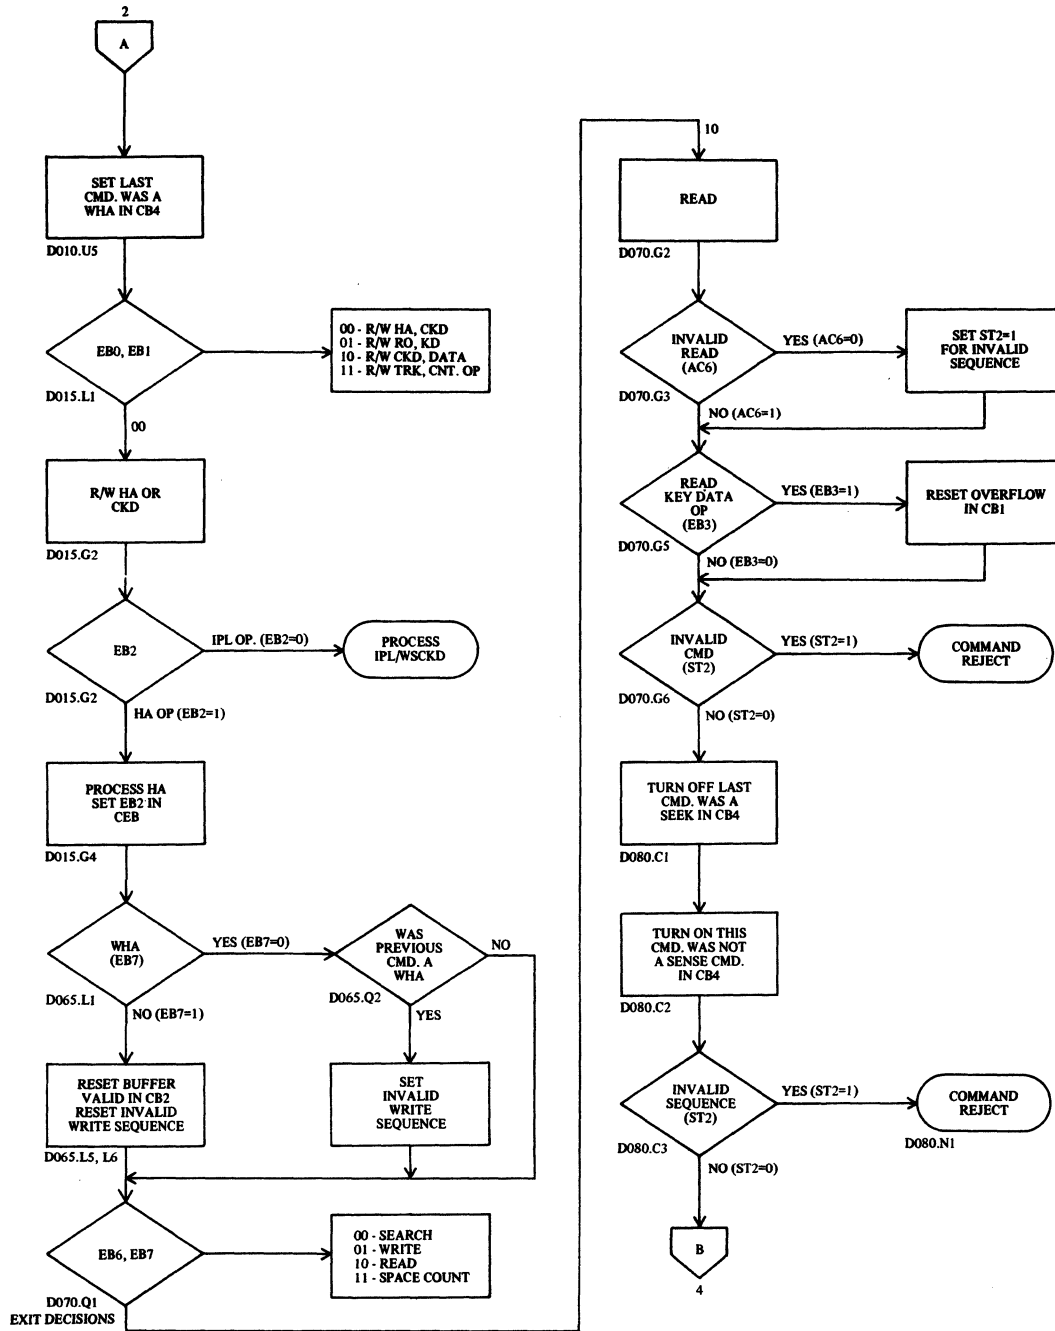 2
A
SET LAST
CMD. WAS A
WHA IN CB4
D010.U5
EB0, EB1
D015.L1
00 - R/W HA, CKD
01 - R/W RO, KD
10 - R/W CKD, DATA
11 - R/W TRK, CNT. OP
00
R/W HA OR
CKD
D015.G2
EB2
D015.G2
IPL OP. (EB2=0)
PROCESS
IPL/WSCKD
HA OP (EB2=1)
PROCESS HA
SET EB2 IN
CEB
D015.G4
WHA
(EB7)
D065.L1
YES (EB7=0)
WAS
PREVIOUS
CMD. A
WHA
D065.Q2
NO
YES
NO (EB7=1)
RESET BUFFER
VALID IN CB2
RESET INVALID
WRITE SEQUENCE
D065.L5, L6
SET
INVALID
WRITE
SEQUENCE
EB6, EB7
D070.Q1
EXIT DECISIONS
00 - SEARCH
01 - WRITE
10 - READ
11 - SPACE COUNT
10
READ
D070.G2
INVALID
READ
(AC6)
D070.G3
YES (AC6=0)
SET ST2=1
FOR INVALID
SEQUENCE
NO (AC6=1)
READ
KEY DATA
OP
(EB3)
D070.G5
YES (EB3=1)
RESET OVERFLOW
IN CB1
NO (EB3=0)
INVALID
CMD
(ST2)
D070.G6
YES (ST2=1)
COMMAND
REJECT
NO (ST2=0)
TURN OFF LAST
CMD. WAS A
SEEK IN CB4
D080.C1
TURN ON THIS
CMD. WAS NOT
A SENSE CMD.
IN CB4
D080.C2
INVALID
SEQUENCE
(ST2)
D080.C3
YES (ST2=1)
COMMAND
REJECT
D080.N1
NO (ST2=0)
B
4